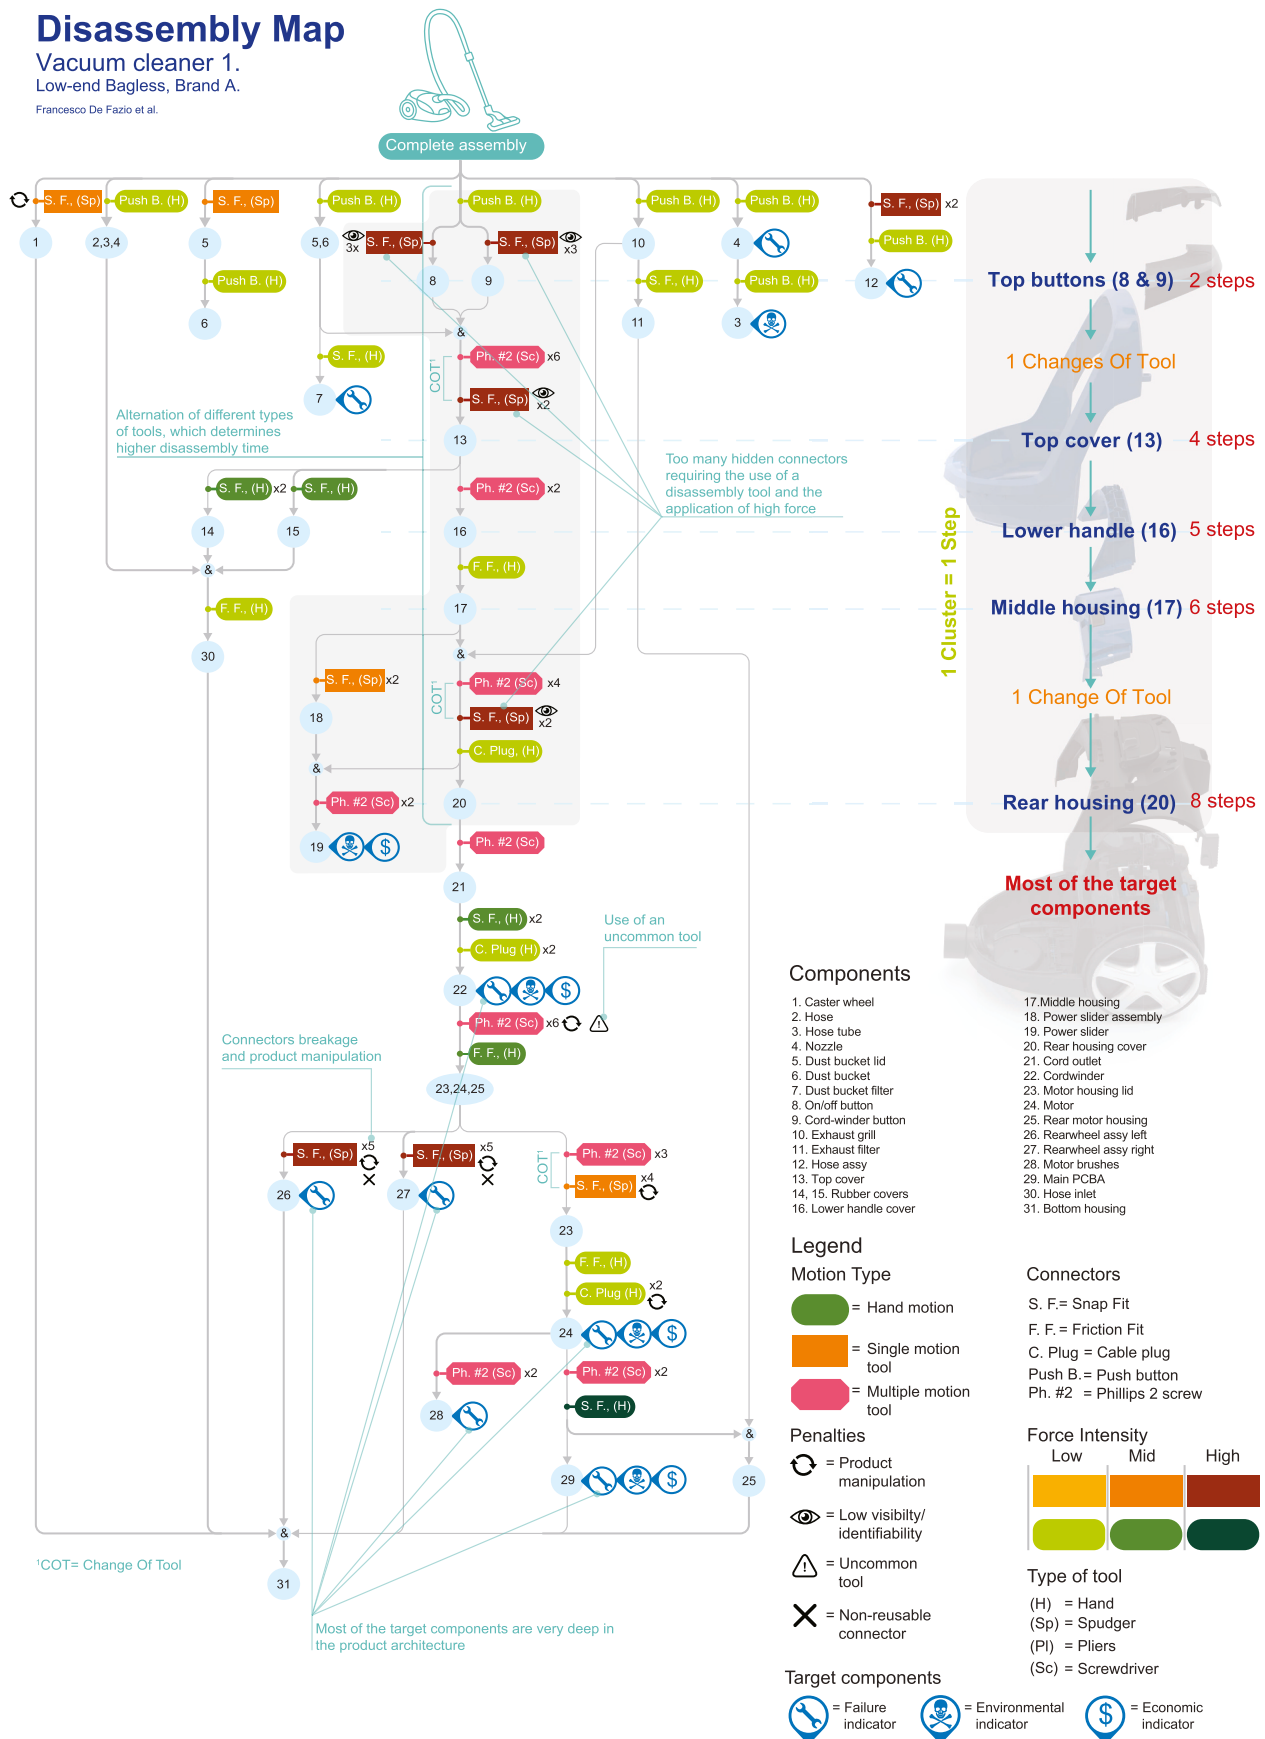 Disassembly Map
Vacuum cleaner 1.
Low-end Bagless, Brand A.
Francesco De Fazio et al.
Complete assembly
S. F., (Sp)
Push B. (H)
S. F., (Sp)
Push B. (H)
Push B. (H)
Push B. (H)
Push B. (H)
S. F., (Sp) x2
1
2,3,4
5
5,6
3x
S. F., (Sp)
S. F., (Sp)
x3
10
4
Push B. (H)
Push B. (H)
8
9
S. F., (H)
Push B. (H)
12
Top buttons (8 & 9) 2 steps
6
&
11
3
S. F., (H)
COT¹
Ph. #2 (Sc) x6
1 Changes Of Tool
7
S. F., (Sp)
x2
Alternation of different types
of tools, which determines
higher disassembly time
13
Top cover (13) 4 steps
Too many hidden connectors
requiring the use of a
disassembly tool and the
application of high force
S. F., (H) x2
S. F., (H)
Ph. #2 (Sc) x2
14
15
16
Lower handle (16) 5 steps
1 Cluster = 1 Step
&
F. F., (H)
F. F., (H)
17
Middle housing (17) 6 steps
30
&
S. F., (Sp) x2
COT¹
Ph. #2 (Sc) x4
1 Change Of Tool
18
S. F., (Sp)
x2
C. Plug, (H)
&
Ph. #2 (Sc) x2
20
Rear housing (20) 8 steps
19
$
Ph. #2 (Sc)
21
Most of the target
components
S. F., (H) x2
Use of an
uncommon tool
C. Plug (H) x2
22
$
Ph. #2 (Sc) x6
Connectors breakage
and product manipulation
F. F., (H)
23,24,25
S. F., (Sp)
x5
S. F., (Sp)
x5
COT¹
Ph. #2 (Sc) x3
S. F., (Sp)
x4
26
27
23
F. F., (H)
C. Plug (H)
x2
24
$
Ph. #2 (Sc) x2
Ph. #2 (Sc) x2
S. F., (H)
28
&
29
$
25
&
31
¹COT= Change Of Tool
Most of the target components are very deep in
the product architecture
Components
1. Caster wheel
2. Hose
3. Hose tube
4. Nozzle
5. Dust bucket lid
6. Dust bucket
7. Dust bucket filter
8. On/off button
9. Cord-winder button
10. Exhaust grill
11. Exhaust filter
12. Hose assy
13. Top cover
14, 15. Rubber covers
16. Lower handle cover
17.Middle housing
18. Power slider assembly
19. Power slider
20. Rear housing cover
21. Cord outlet
22. Cordwinder
23. Motor housing lid
24. Motor
25. Rear motor housing
26. Rearwheel assy left
27. Rearwheel assy right
28. Motor brushes
29. Main PCBA
30. Hose inlet
31. Bottom housing
Legend
Motion Type
= Hand motion
= Single motion
tool
= Multiple motion
tool
Connectors
S. F.= Snap Fit
F. F. = Friction Fit
C. Plug = Cable plug
Push B. = Push button
Ph. #2 = Phillips 2 screw
Penalties
= Product
manipulation
= Low visibilty/
identifiability
= Uncommon
tool
= Non-reusable
connector
Force Intensity
Low Mid High
Type of tool
(H) = Hand
(Sp) = Spudger
(Pl) = Pliers
(Sc) = Screwdriver
Target components
= Failure
indicator
= Environmental
indicator
$
= Economic
indicator